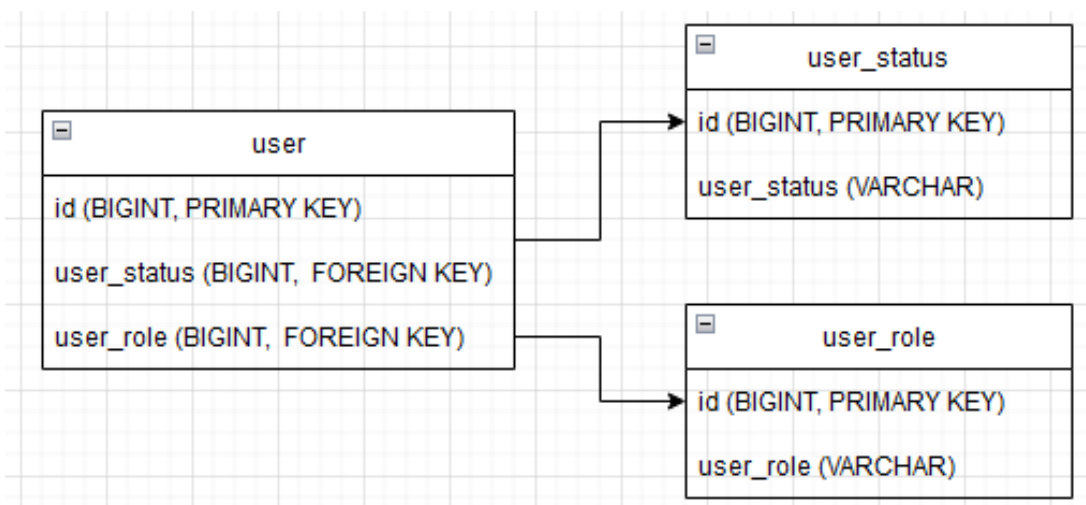 user
id (BIGINT, PRIMARY KEY)
user_status (BIGINT,  FOREIGN KEY)
user_role (BIGINT,  FOREIGN KEY)
user_status
id (BIGINT, PRIMARY KEY)
user_status (VARCHAR)
user_role
id (BIGINT, PRIMARY KEY)
user_role (VARCHAR)